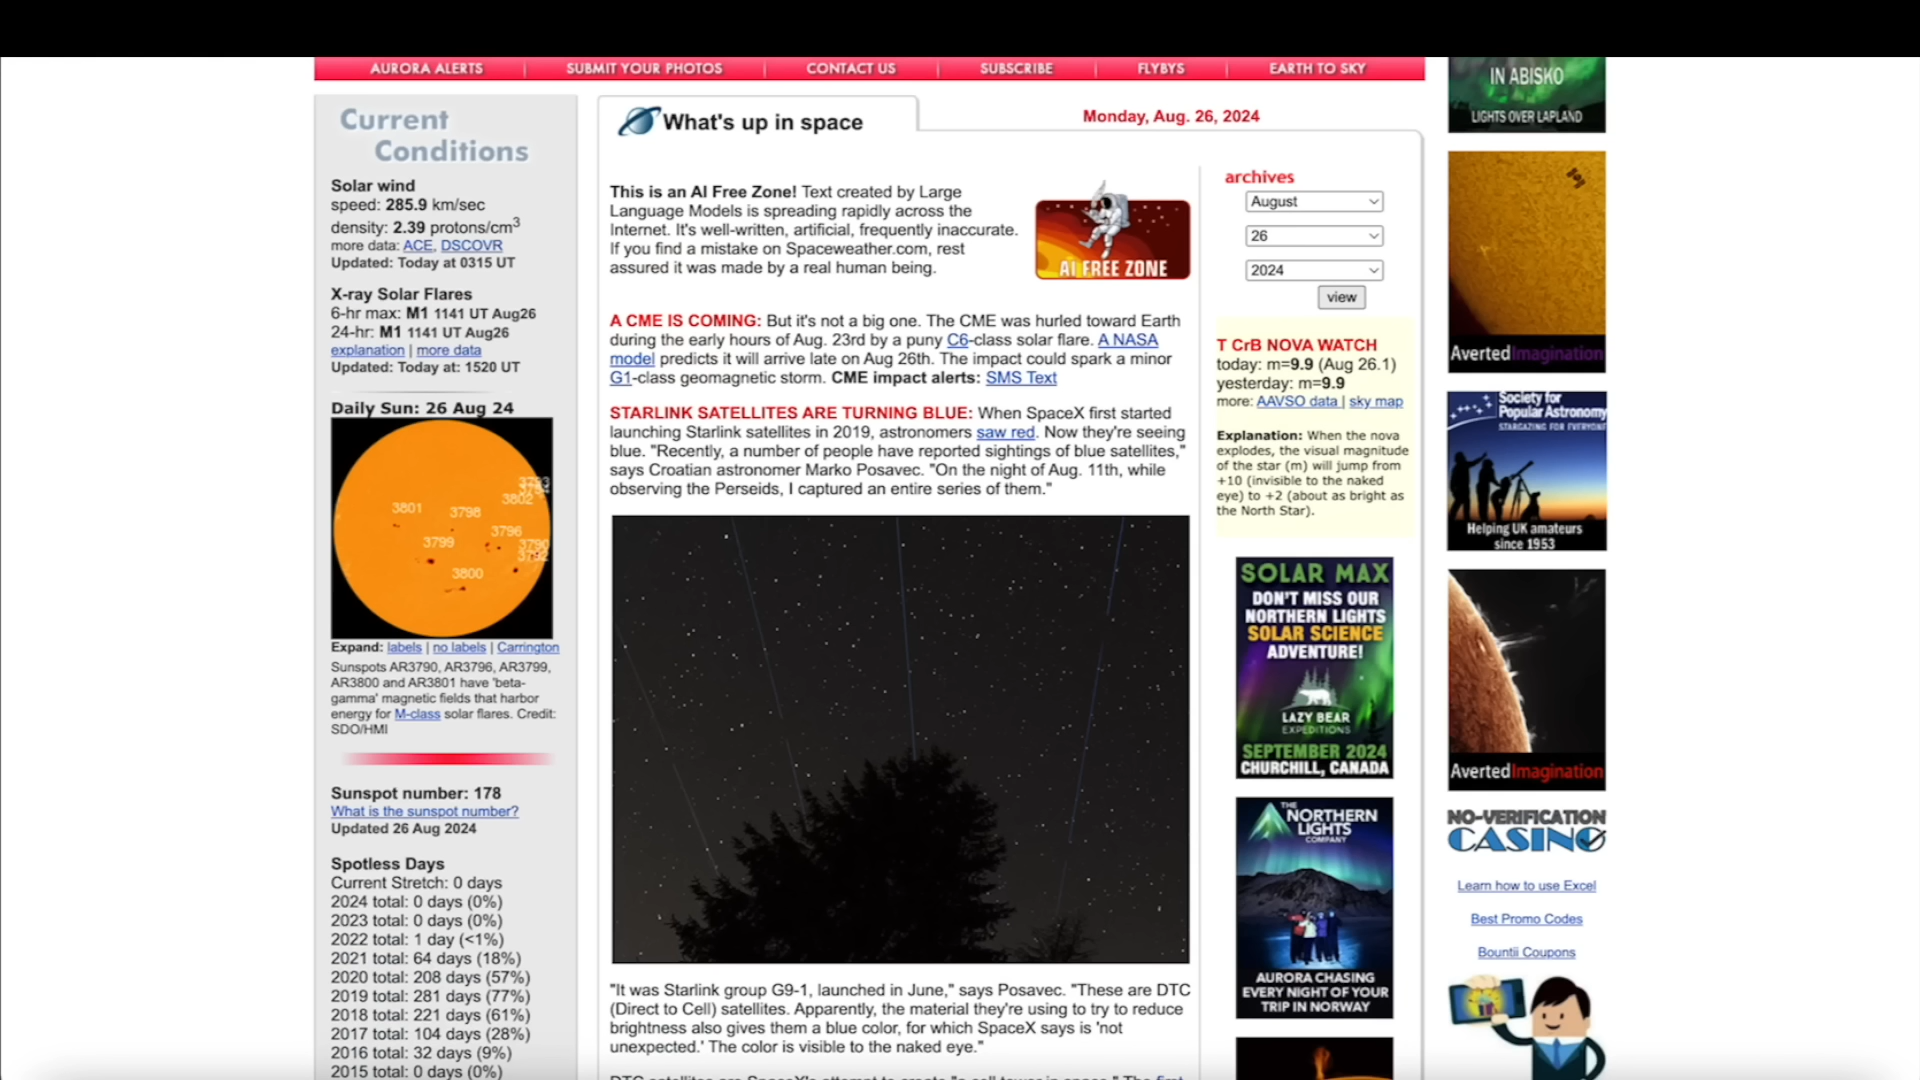 AURORA ALERTS
SUBMIT YOUR PHOTOS
CONTACT US
SUBSCRIBE
FLYBYS
EARTH TO SKY
Current
Conditions
Solar wind
speed: 285.9 km/sec
density: 2.39 protons/cm3
more data: ACE, DSCOVR
Updated: Today at 0315 UT
X-ray Solar Flares
6-hr max: M1 1141 UT Aug26
24-hr: M1 1141 UT Aug26
explanation | more data
Updated: Today at: 1520 UT
Daily Sun: 26 Aug 24
3802
3801
3798
3796
3799
3790
3800
Expand: labels | no labels | Carrington
Sunspots AR3790, AR3796, AR3799,
AR3800 and AR3801 have 'beta-
gamma' magnetic fields that harbor
energy for M-class solar flares. Credit:
SDO/HMI
Sunspot number: 178
What is the sunspot number?
Updated 26 Aug 2024
Spotless Days
Current Stretch: 0 days
2024 total: 0 days (0%)
2023 total: 0 days (0%)
2022 total: 1 day (<1%)
2021 total: 64 days (18%)
2020 total: 208 days (57%)
2019 total: 281 days (77%)
2018 total: 221 days (61%)
2017 total: 104 days (28%)
2016 total: 32 days (9%)
2015 total: 0 days (0%)
What's up in space
Monday, Aug. 26, 2024
This is an AI Free Zone! Text created by Large
Language Models is spreading rapidly across the
Internet. It's well-written, artificial, frequently inaccurate.
If you find a mistake on Spaceweather.com, rest
assured it was made by a real human being.
AI FREE ZONE
A CME IS COMING: But it's not a big one. The CME was hurled toward Earth
during the early hours of Aug. 23rd by a puny C6-class solar flare. A NASA
model predicts it will arrive late on Aug 26th. The impact could spark a minor
G1-class geomagnetic storm. CME impact alerts: SMS Text
STARLINK SATELLITES ARE TURNING BLUE: When SpaceX first started
launching Starlink satellites in 2019, astronomers saw red. Now they're seeing
blue. "Recently, a number of people have reported sightings of blue satellites,"
says Croatian astronomer Marko Posavec. "On the night of Aug. 11th, while
observing the Perseids, I captured an entire series of them."
"It was Starlink group G9-1, launched in June," says Posavec. "These are DTC
(Direct to Cell) satellites. Apparently, the material they're using to try to reduce
brightness also gives them a blue color, for which SpaceX says is 'not
unexpected.' The color is visible to the naked eye."
DTC satellites are SpaceX's attempt to create "a cell tower in space." The first
archives
August
26
2024
view
T CrB NOVA WATCH
today: m=9.9 (Aug 26.1)
yesterday: m=9.9
more: AAVSO data | sky map
Explanation: When the nova
explodes, the visual magnitude
of the star (m) will jump from
+10 (invisible to the naked
eye) to +2 (about as bright as
the North Star).
SOLAR MAX
DON'T MISS OUR
NORTHERN LIGHTS
SOLAR SCIENCE
ADVENTURE!
LAZY BEAR
EXPEDITIONS
SEPTEMBER 2024
CHURCHILL, CANADA
THE
NORTHERN
LIGHTS
COMPANY
AURORA CHASING
EVERY NIGHT OF YOUR
TRIP IN NORWAY
IN ABISKO
LIGHTS OVER LAPLAND
AvertedImagination
Society for
Popular Astronomy
STARGAZING FOR EVERYONE
Helping UK amateurs
since 1953
AvertedImagination
NO-VERIFICATION
CASINO
Learn how to use Excel
Best Promo Codes
Bountii Coupons